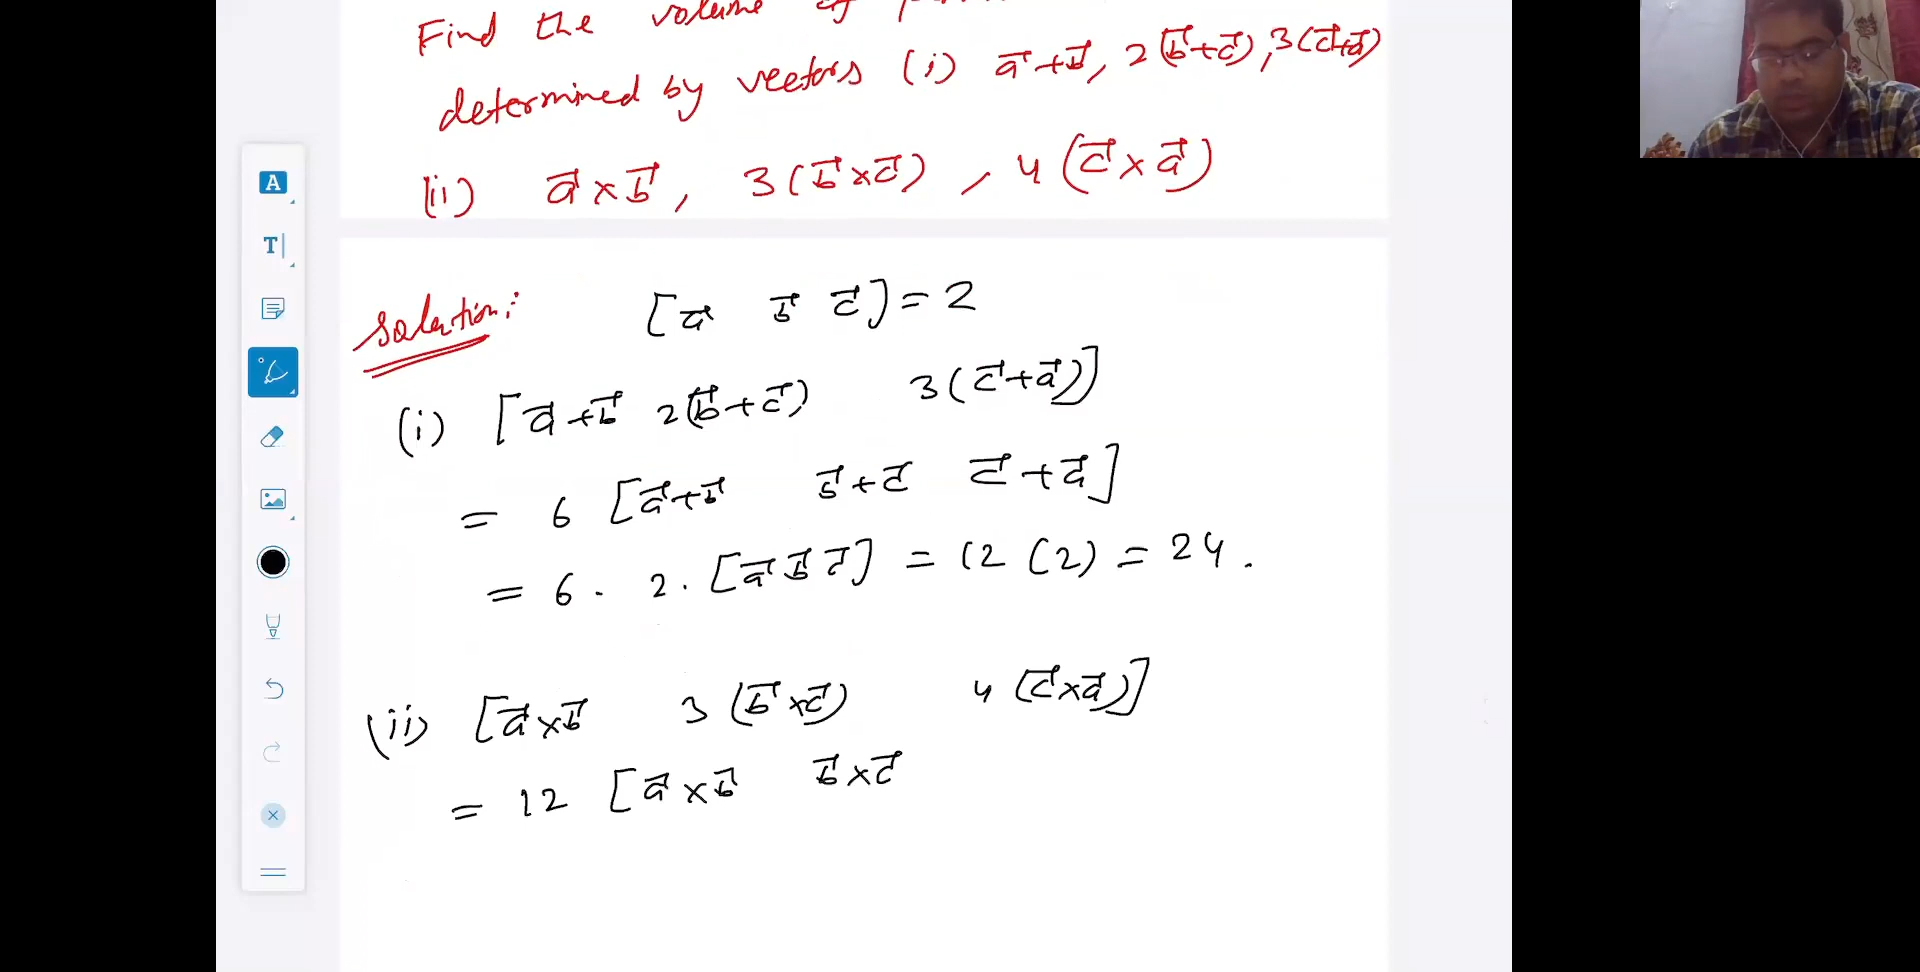 Find the volume of
determined by vectors (i) a⃗+b⃗, 2(b⃗+c⃗), 3(c⃗+a⃗)
(ii) a⃗×b⃗, 3(b⃗×c⃗), 4(c⃗×a⃗)
A
T
Solution:
[a⃗ b⃗ c⃗]=2
(i) [a⃗+b⃗ 2(b⃗+c⃗) 3(c⃗+a⃗)]
= 6 [a⃗+b⃗ b⃗+c⃗ c⃗+a⃗]
= 6 . 2 . [a⃗ b⃗ c⃗] = 12 (2) = 24 .
(ii) [a⃗×b⃗ 3(b⃗×c⃗) 4(c⃗×a⃗)]
= 12 [a⃗×b⃗ b⃗×c⃗